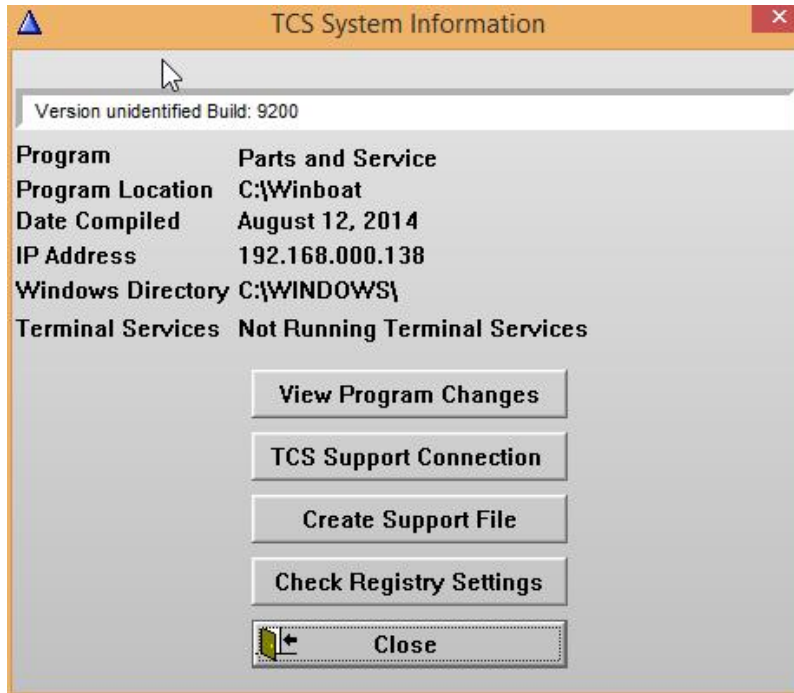 TCS System Information
Version unidentified Build: 9200
Program Parts and Service
Program Location C:\Winboat
Date Compiled August 12, 2014
IP Address 192.168.000.138
Windows Directory C:\WINDOWS\
Terminal Services Not Running Terminal Services
View Program Changes
TCS Support Connection
Create Support File
Check Registry Settings
Close